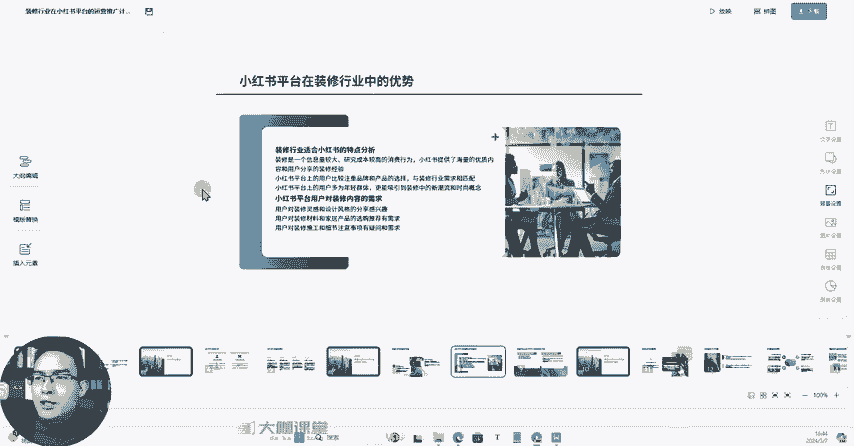 装修行业在小红书平台的运营推广计...
放映
拼图
下载
小红书平台在装修行业中的优势
装修行业适合小红书的特点分析
装修是一个信息量较大、研究成本较高的消费行为，小红书提供了海量的优质内
容和用户分享的装修经验
小红书平台上的用户比较注重品牌和产品的选择，与装修行业需求相匹配
小红书平台上的用户多为年轻群体，更能吸引到装修中的新潮流和时尚概念
小红书平台用户对装修内容的需求
用户对装修灵感和设计风格的分享感兴趣
用户对装修材料和家居产品的选购推荐有需求
用户对装修施工和细节注意事项有疑问和需求
大纲编辑
模板替换
插入元素
文字设置
形状设置
背景设置
图片设置
表格设置
图表设置
100%
大鹏课堂
搜索
2024/3/7